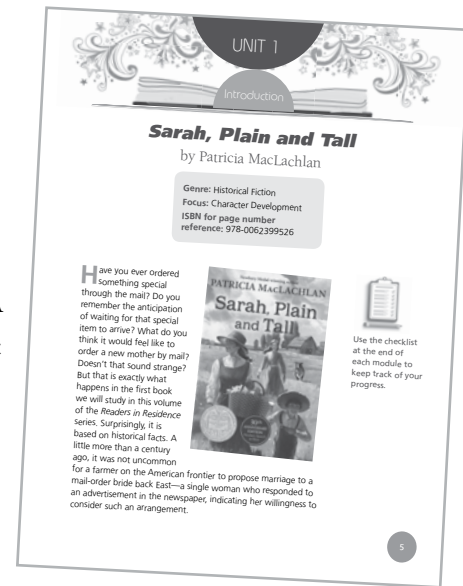 UNIT 1
Introduction
Sarah, Plain and Tall
by Patricia MacLachlan
Genre: Historical Fiction
Focus: Character Development
ISBN for page number
reference: 978-0062399526
Have you ever ordered
something special
through the mail? Do you
remember the anticipation
of waiting for that special
item to arrive? What do you
think it would feel like to
order a new mother by mail?
Doesn't that sound strange?
But that is exactly what
happens in the first book
we will study in this volume
of the Readers in Residence
series. Surprisingly, it is
based on historical facts. A
little more than a century
ago, it was not uncommon
for a farmer on the American frontier to propose marriage to a
mail-order bride back East—a single woman who responded to
an advertisement in the newspaper, indicating her willingness to
consider such an arrangement.
PATRICIA MACLACHLAN
Sarah, Plain
and Tall
Use the checklist
at the end of
each module to
keep track of your
progress.
5